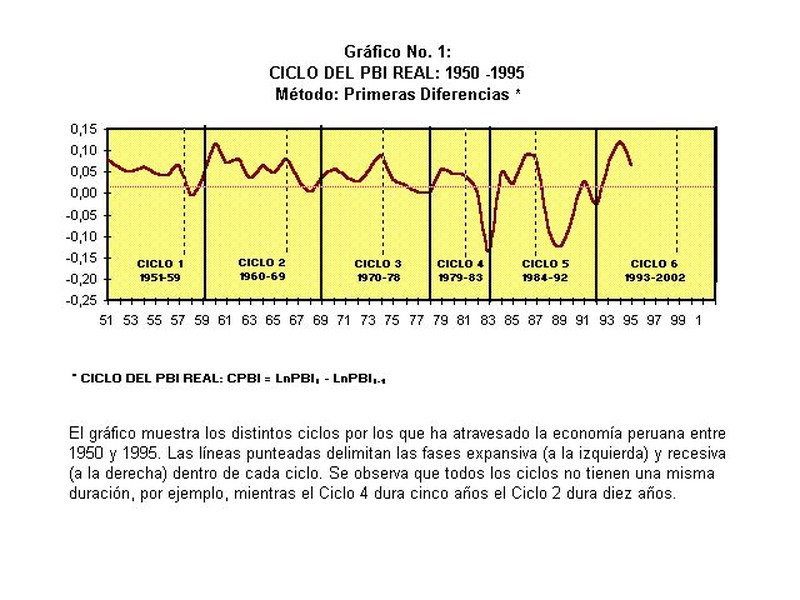 Gráfico No. 1:
CICLO DEL PBI REAL: 1950 -1995
Método: Primeras Diferencias *
0,15
0,10
0,05
0,00
-0,05
-0,10
-0,15
-0,20
-0,25
CICLO 1
1951-59
CICLO 2
1960-69
CICLO 3
1970-78
CICLO 4
1979-83
CICLO 5
1984-92
CICLO 6
1993-2002
51 53 55 57 59 61 63 65 67 69 71 73 75 77 79 81 83 85 87 89 91 93 95 97 99 1
* CICLO DEL PBI REAL: CPBI = LnPBIt - LnPBIt-1
El gráfico muestra los distintos ciclos por los que ha atravesado la economía peruana entre
1950 y 1995. Las líneas punteadas delimitan las fases expansiva (a la izquierda) y recesiva
(a la derecha) dentro de cada ciclo. Se observa que todos los ciclos no tienen una misma
duración, por ejemplo, mientras el Ciclo 4 dura cinco años el Ciclo 2 dura diez años.